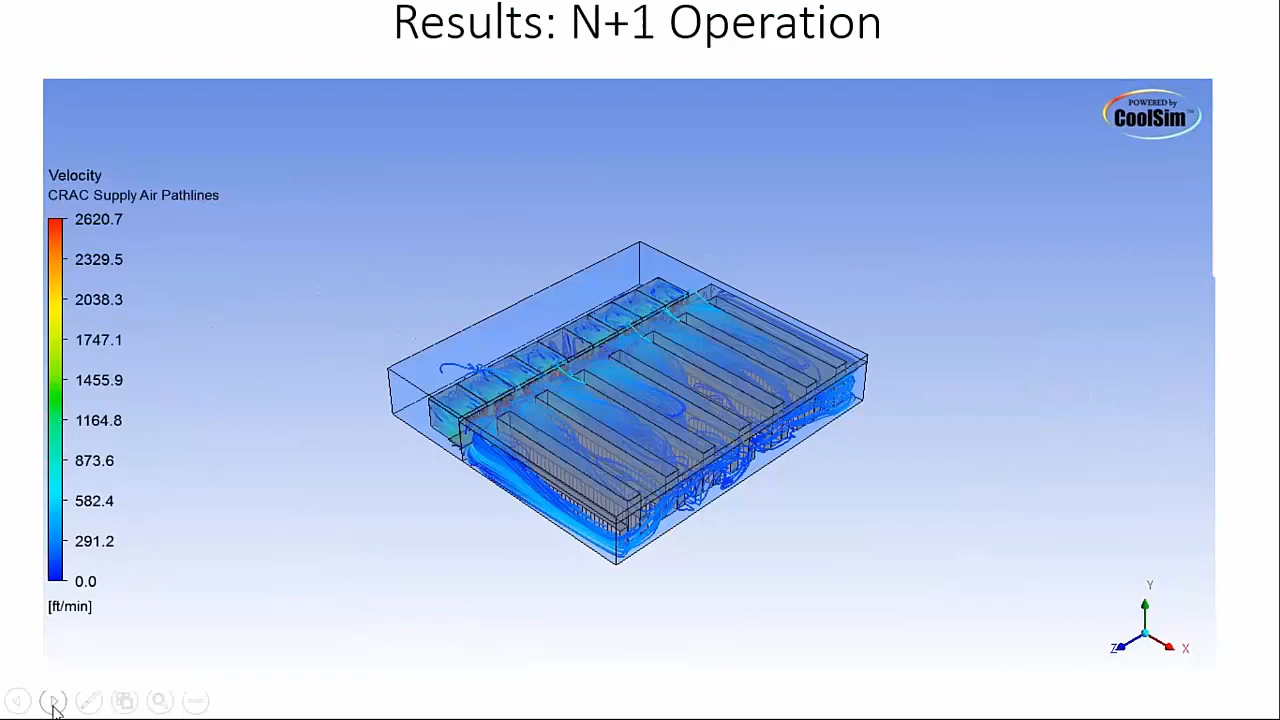 Results: N+1 Operation
POWERED by
CoolSim™
Velocity
CRAC Supply Air Pathlines
2620.7
2329.5
2038.3
1747.1
1455.9
1164.8
873.6
582.4
291.2
0.0
[ft/min]
Y
Z
X